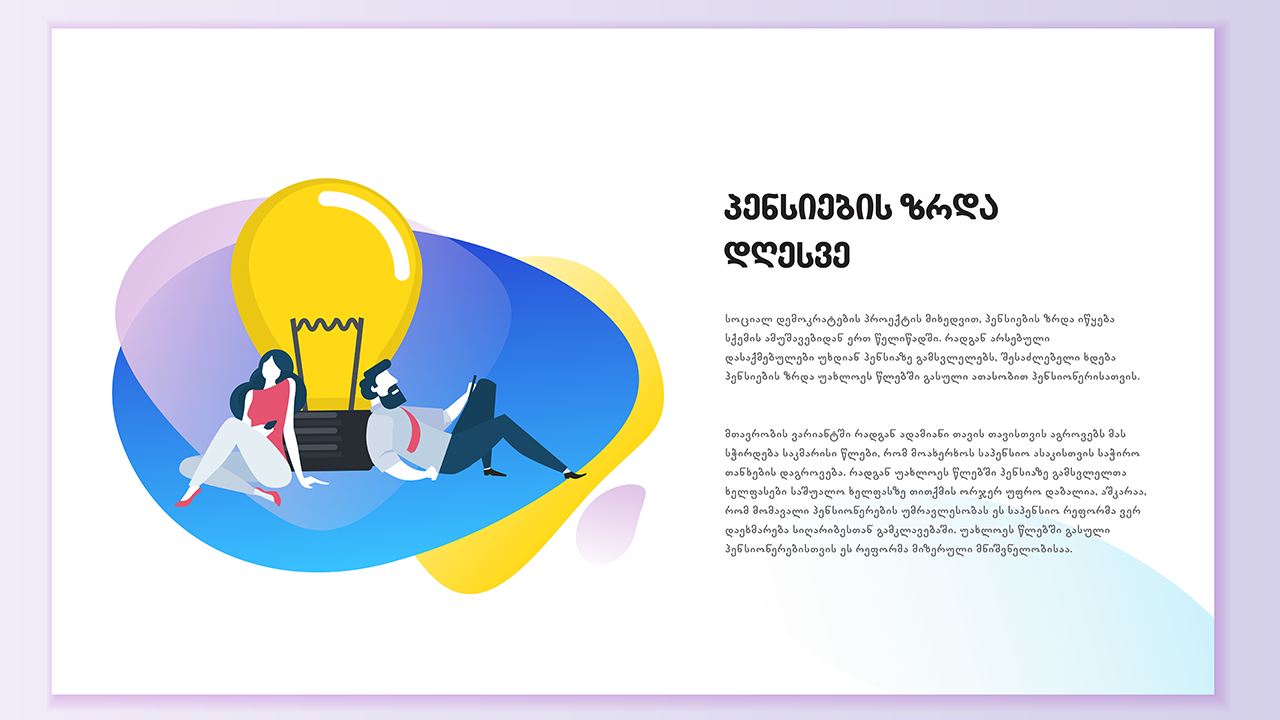 პენსიების ზრდა
დღესვე
სოციალ დემოკრატების პროექტის მიხედვით, პენსიების ზრდა იწყება
სქემის ამუშავებიდან ერთ წელიწადში. რადგან არსებული
დასაქმებულები უხდიან პენსიაზე გამსვლელებს, შესაძლებელი ხდება
პენსიების ზრდა უახლოეს წლებში გასული ათასობით პენსიონერისათვის.
მთავრობის ვარიანტში რადგან ადამიანი თავის თავისთვის აგროვებს მას
სჭირდება საკმარისი წლები, რომ მოახერხოს საპენსიო ასაკისთვის საჭირო
თანხების დაგროვება. რადგან უახლოეს წლებში პენსიაზე გამსვლელთა
ხელფასები საშუალო ხელფასზე თითქმის ორჯერ უფრო დაბალია, აშკარაა,
რომ მომავალი პენსიონერების უმრავლესობას ეს საპენსიო რეფორმა ვერ
დაეხმარება სიღარიბესთან გამკლავებაში. უახლოეს წლებში გასული
პენსიონერებისთვის ეს რეფორმა მიზერული მნიშვნელობისაა.